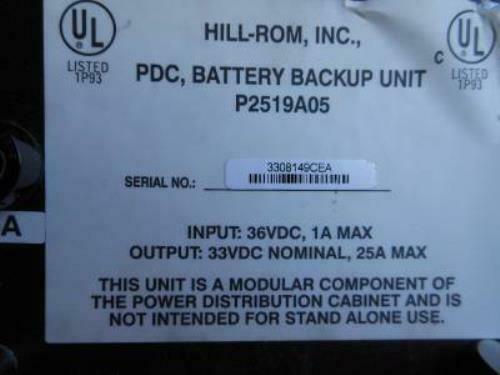 UL
LISTED
1P93
HILL-ROM, INC.,
C UL
LISTED
1P93
PDC, BATTERY BACKUP UNIT
P2519A05
SERIAL NO.: 3308149CEA
A
INPUT: 36VDC, 1A MAX
OUTPUT: 33VDC NOMINAL, 25A MAX
THIS UNIT IS A MODULAR COMPONENT OF
THE POWER DISTRIBUTION CABINET AND IS
NOT INTENDED FOR STAND ALONE USE.